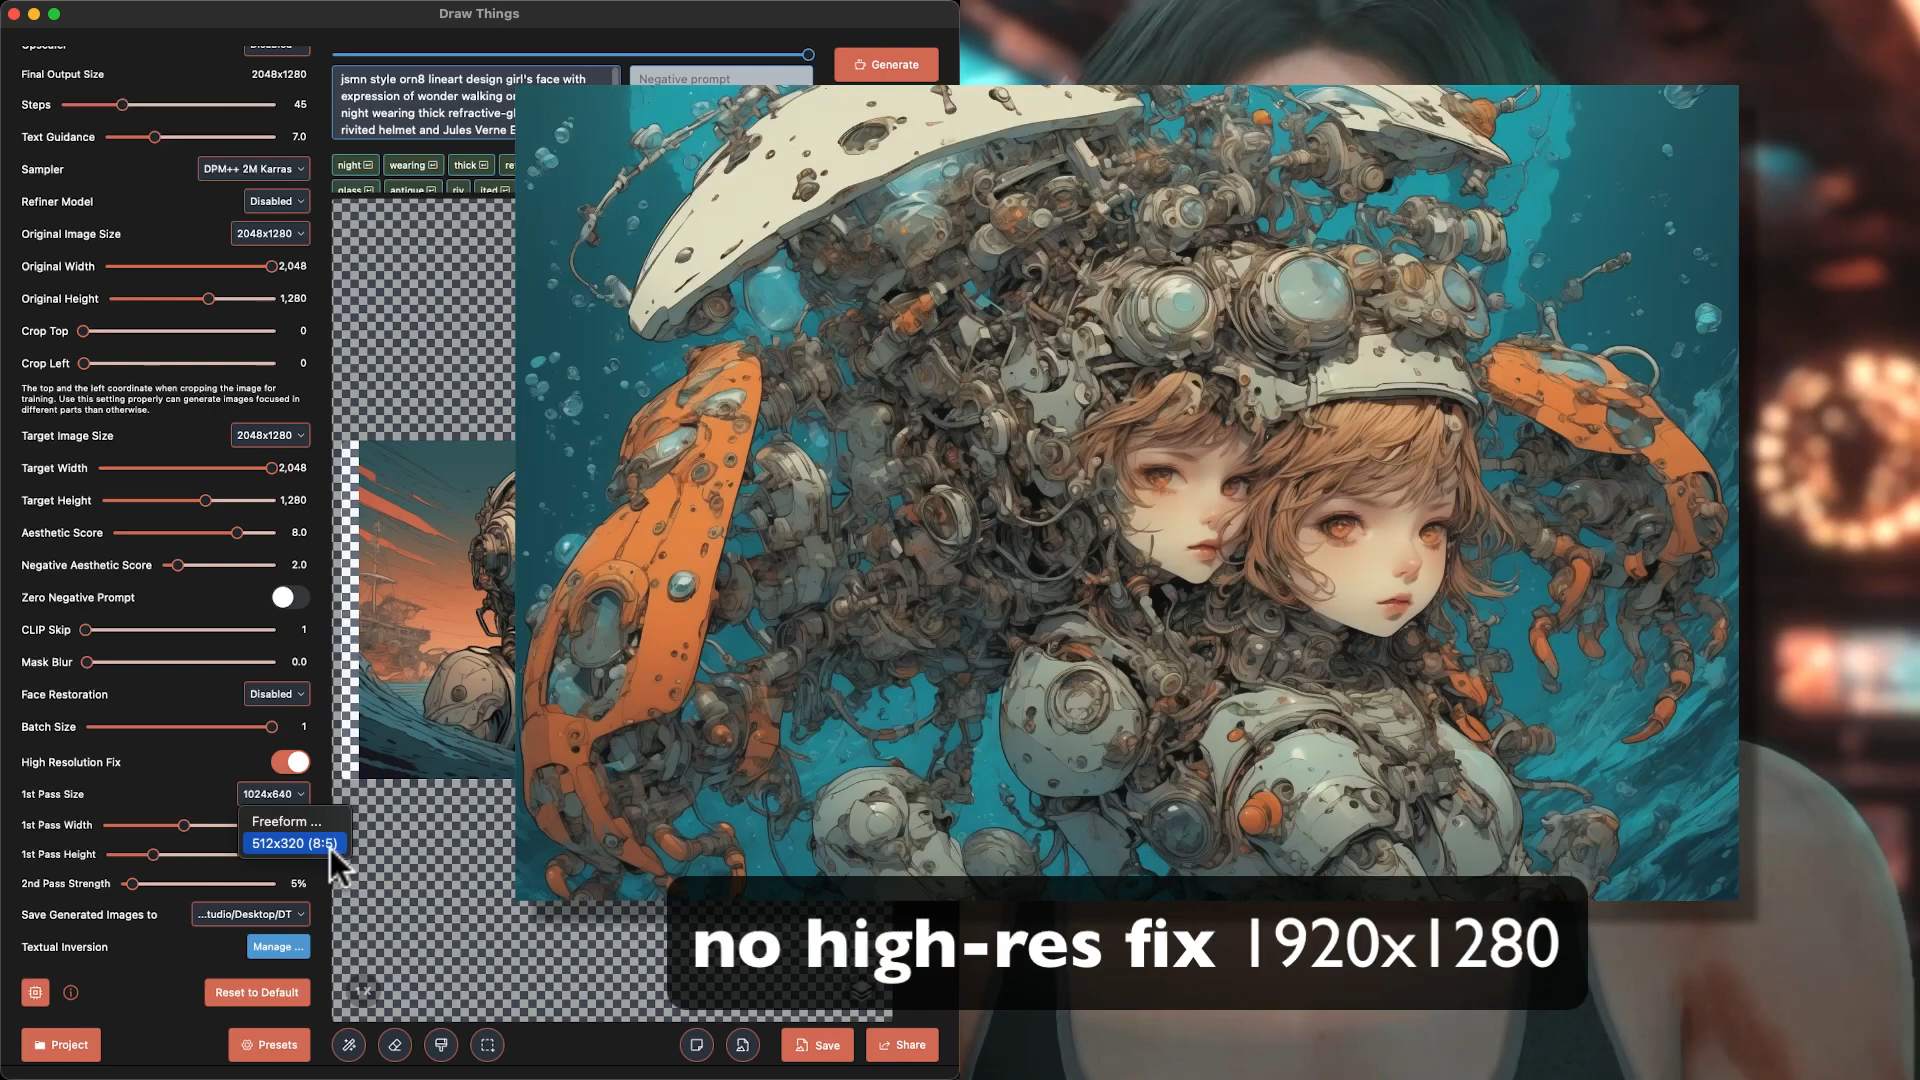 Draw Things
Upscaler
Disabled
Final Output Size 2048x1280
Steps 45
Text Guidance 7.0
Sampler DPM++ 2M Karras
Refiner Model Disabled
Original Image Size 2048x1280
Original Width 2,048
Original Height 1,280
Crop Top 0
Crop Left 0
The top and the left coordinate when cropping the image for
training. Use this setting properly can generate images focused in
different parts than otherwise.
Target Image Size 2048x1280
Target Width 2,048
Target Height 1,280
Aesthetic Score 8.0
Negative Aesthetic Score 2.0
Zero Negative Prompt
CLIP Skip 1
Mask Blur 0.0
Face Restoration Disabled
Batch Size 1
High Resolution Fix
1st Pass Size 1024x640
Freeform ...
1st Pass Width
512x320 (8:5)
1st Pass Height
2nd Pass Strength 5%
Save Generated Images to ...tudio/Desktop/DT
Textual Inversion Manage ...
Reset to Default
Project Presets
Generate
jsmn style orn8 lineart design girl's face with
expression of wonder walking
night wearing thick
rivited helmet and Jules Verne
Negative prompt
night wearing thick
glass antique riv ited
1 X
Save Share
no high-res fix 1920x1280